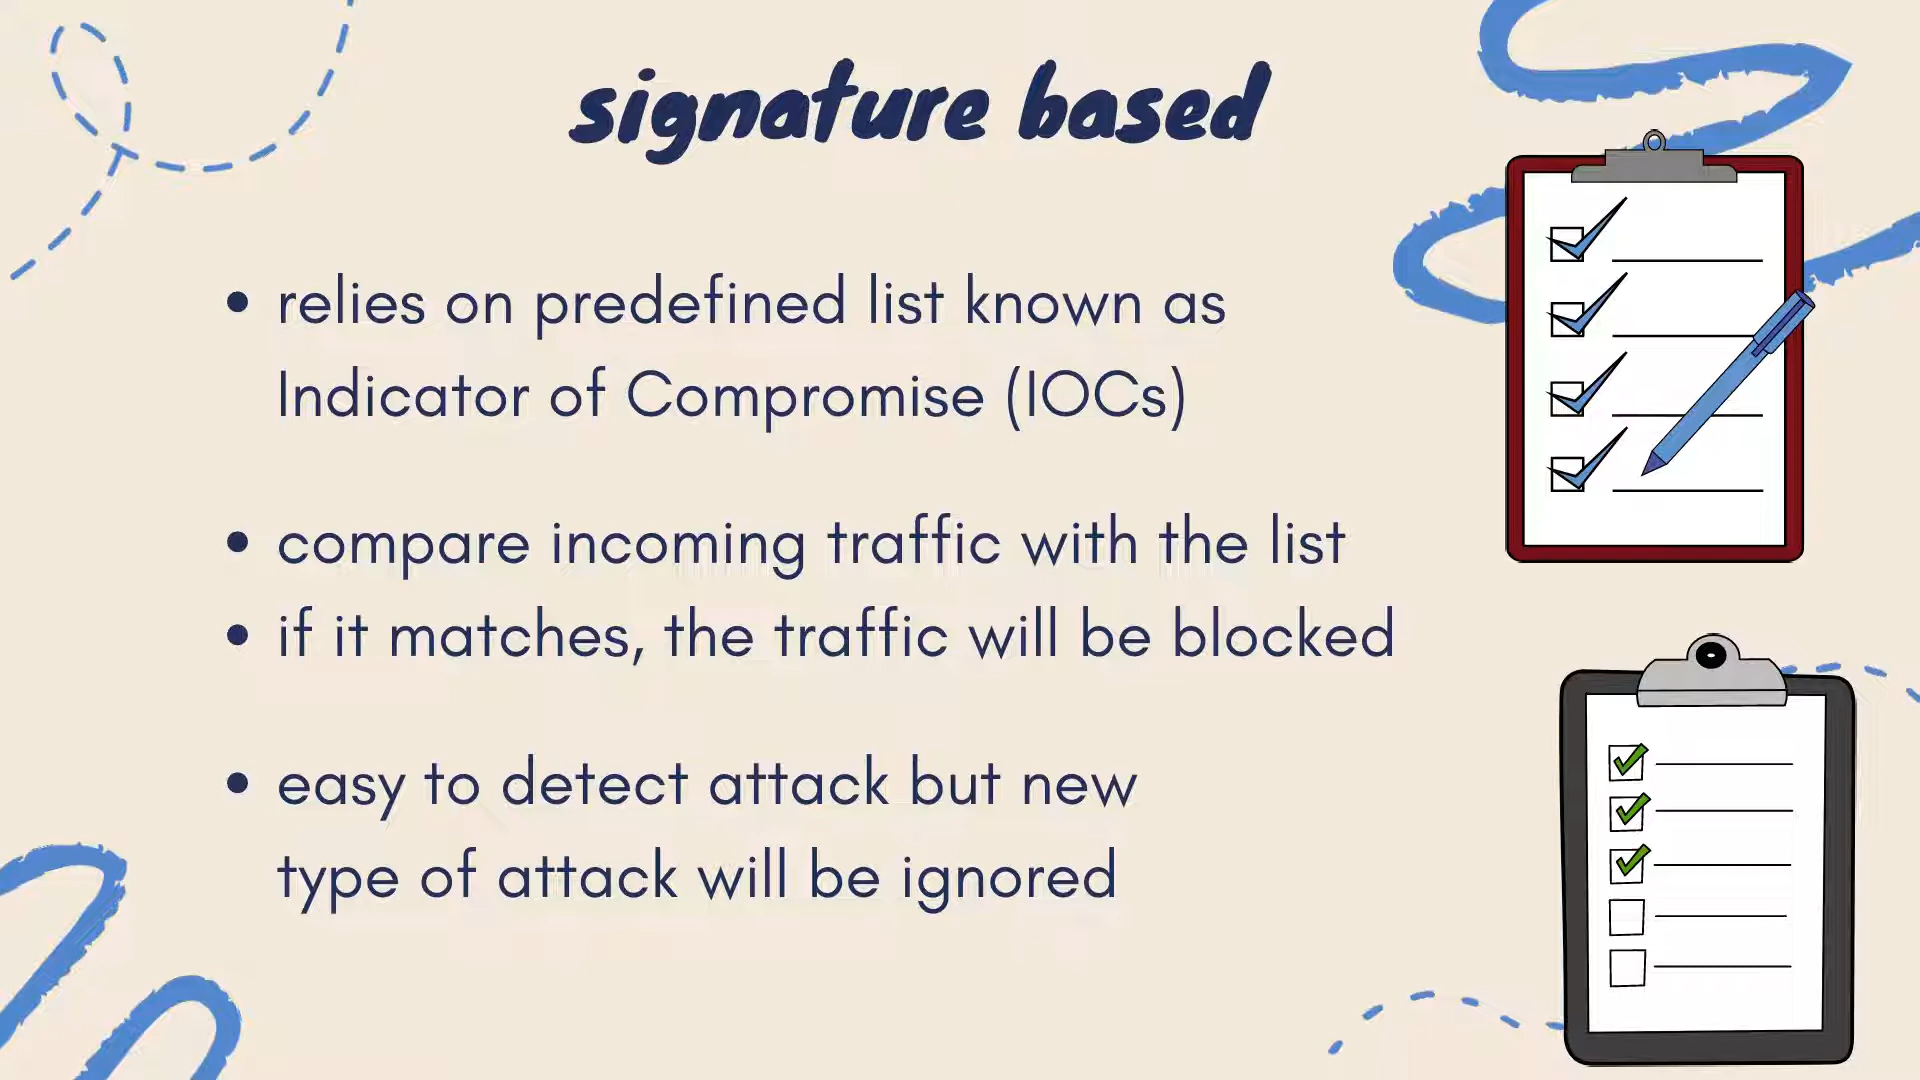 signature based
• relies on predefined list known as
Indicator of Compromise (IOCs)
• compare incoming traffic with the list
• if it matches, the traffic will be blocked
• easy to detect attack but new
type of attack will be ignored